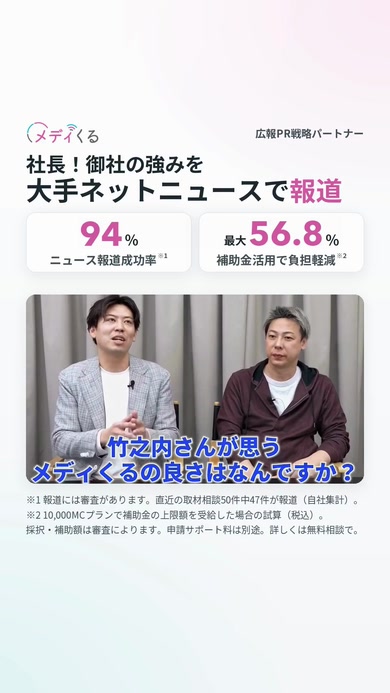 メディくる
広報PR戦略パートナー
社長！御社の強みを
大手ネットニュースで報道
94%
ニュース報道成功率※1
最大56.8%
補助金活用で負担軽減※2
竹之内さんが思う
メディくるの良さはなんですか？
※1 報道には審査があります。直近の取材相談50件中47件が報道（自社集計）。
※2 10,000MCプランで補助金の上限額を受給した場合の試算（税込）。
採択・補助額は審査によります。申請サポート料は別途。詳しくは無料相談で。